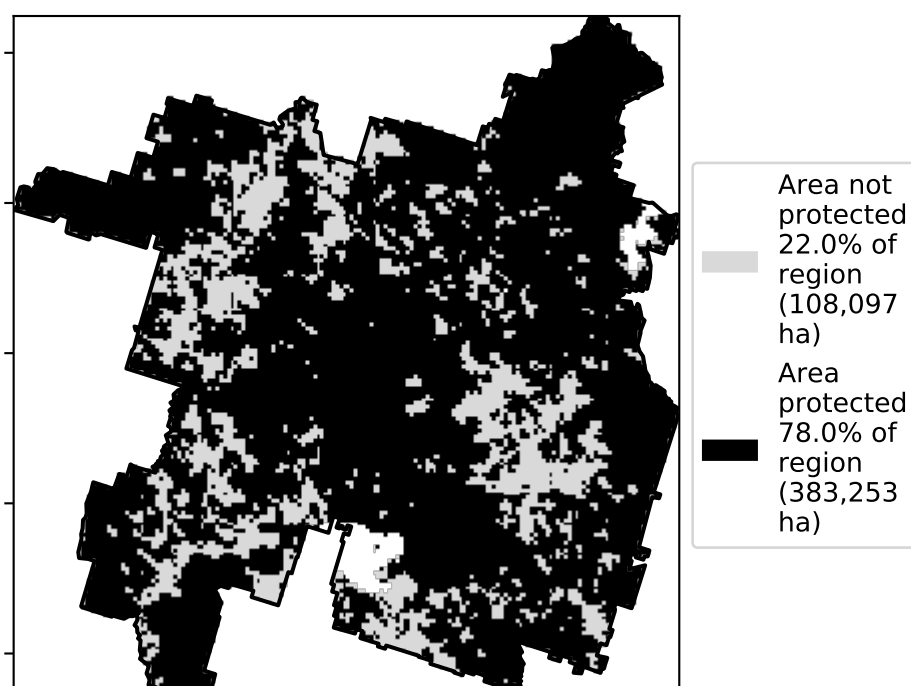 Area not
protected
22.0% of
region
(108,097
ha)
Area
protected
78.0% of
region
(383,253
ha)